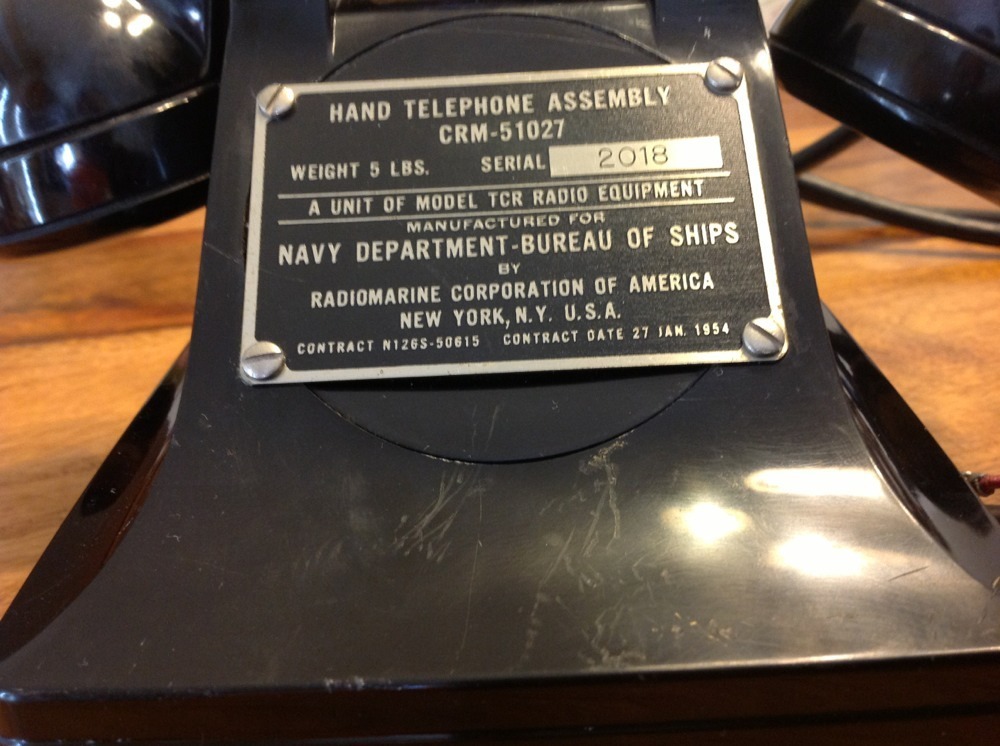 HAND TELEPHONE ASSEMBLY
CRM-51027
WEIGHT 5 LBS. SERIAL 2018
A UNIT OF MODEL TCR RADIO EQUIPMENT
MANUFACTURED FOR
NAVY DEPARTMENT-BUREAU OF SHIPS
BY
RADIOMARINE CORPORATION OF AMERICA
NEW YORK, N.Y. U.S.A.
CONTRACT N126S-50615 CONTRACT DATE 27 JAN. 1954